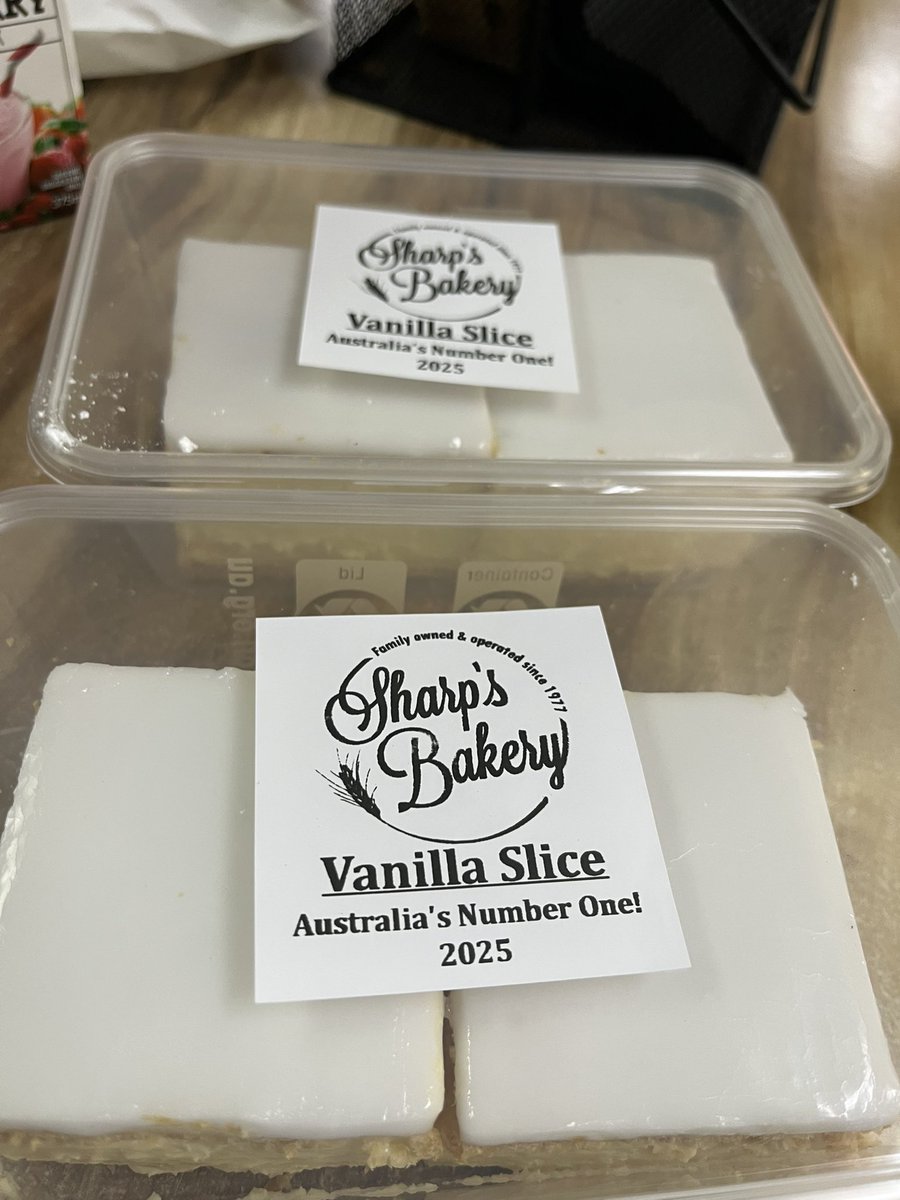 Sharp's
Bakery
Vanilla Slice
Australia's Number One!
2025
Lid
Container
Family owned & operated since 1977
Sharp's
Bakery
Vanilla Slice
Australia's Number One!
2025